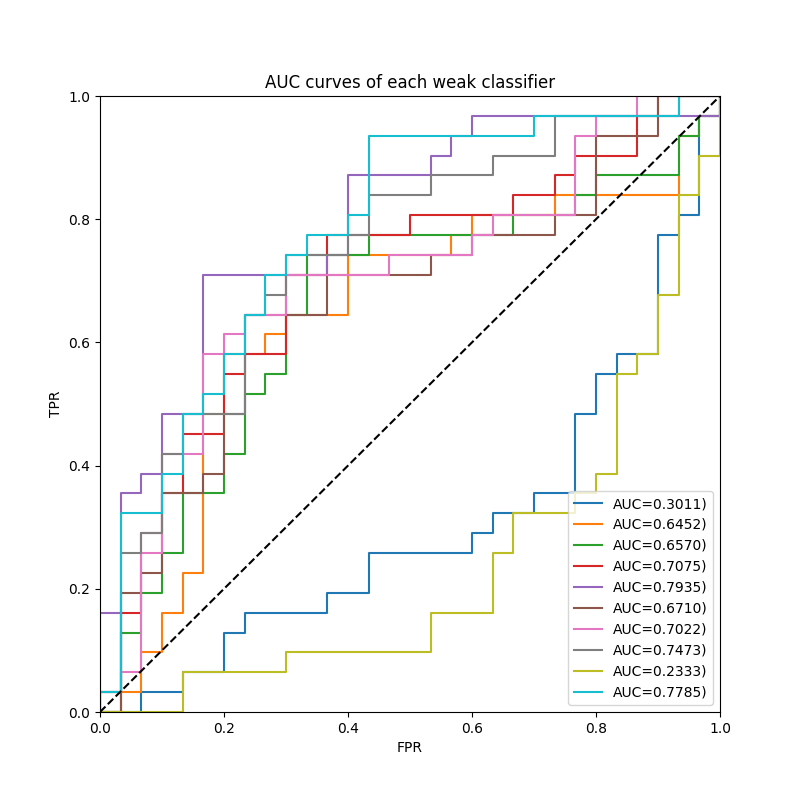 AUC curves of each weak classifier
1.0
0.8
0.6
0.4
0.2
0.0
TPR
0.0 0.2 0.4 0.6 0.8 1.0
FPR
AUC=0.3011)
AUC=0.6452)
AUC=0.6570)
AUC=0.7075)
AUC=0.7935)
AUC=0.6710)
AUC=0.7022)
AUC=0.7473)
AUC=0.2333)
AUC=0.7785)